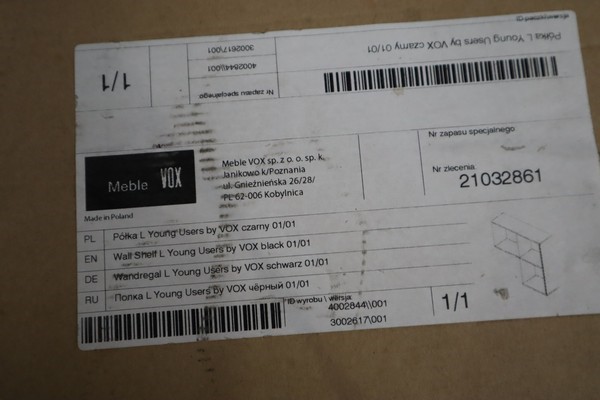 Półka L Young Users by VOX czarny 01/01
Nr zapasu specjalnego
4002844\\001
3002617\001
1/1
Meble VOX
Made in Poland
Meble VOX sp. z o. o. sp. k.
Janikowo k/Poznania
ul. Gnieźnieńska 26/28/
PL 62-006 Kobylnica
Nr zapasu specjalnego
Nr zlecenia
21032861
PL Półka L Young Users by VOX czarny 01/01
EN Wall Shelf L Young Users by VOX black 01/01
DE Wandregal L Young Users by VOX schwarz 01/01
RU Полка L Young Users by VOX чёрный 01/01
ID wyrobu \ wersja:
4002844\\001
3002617\001
1/1